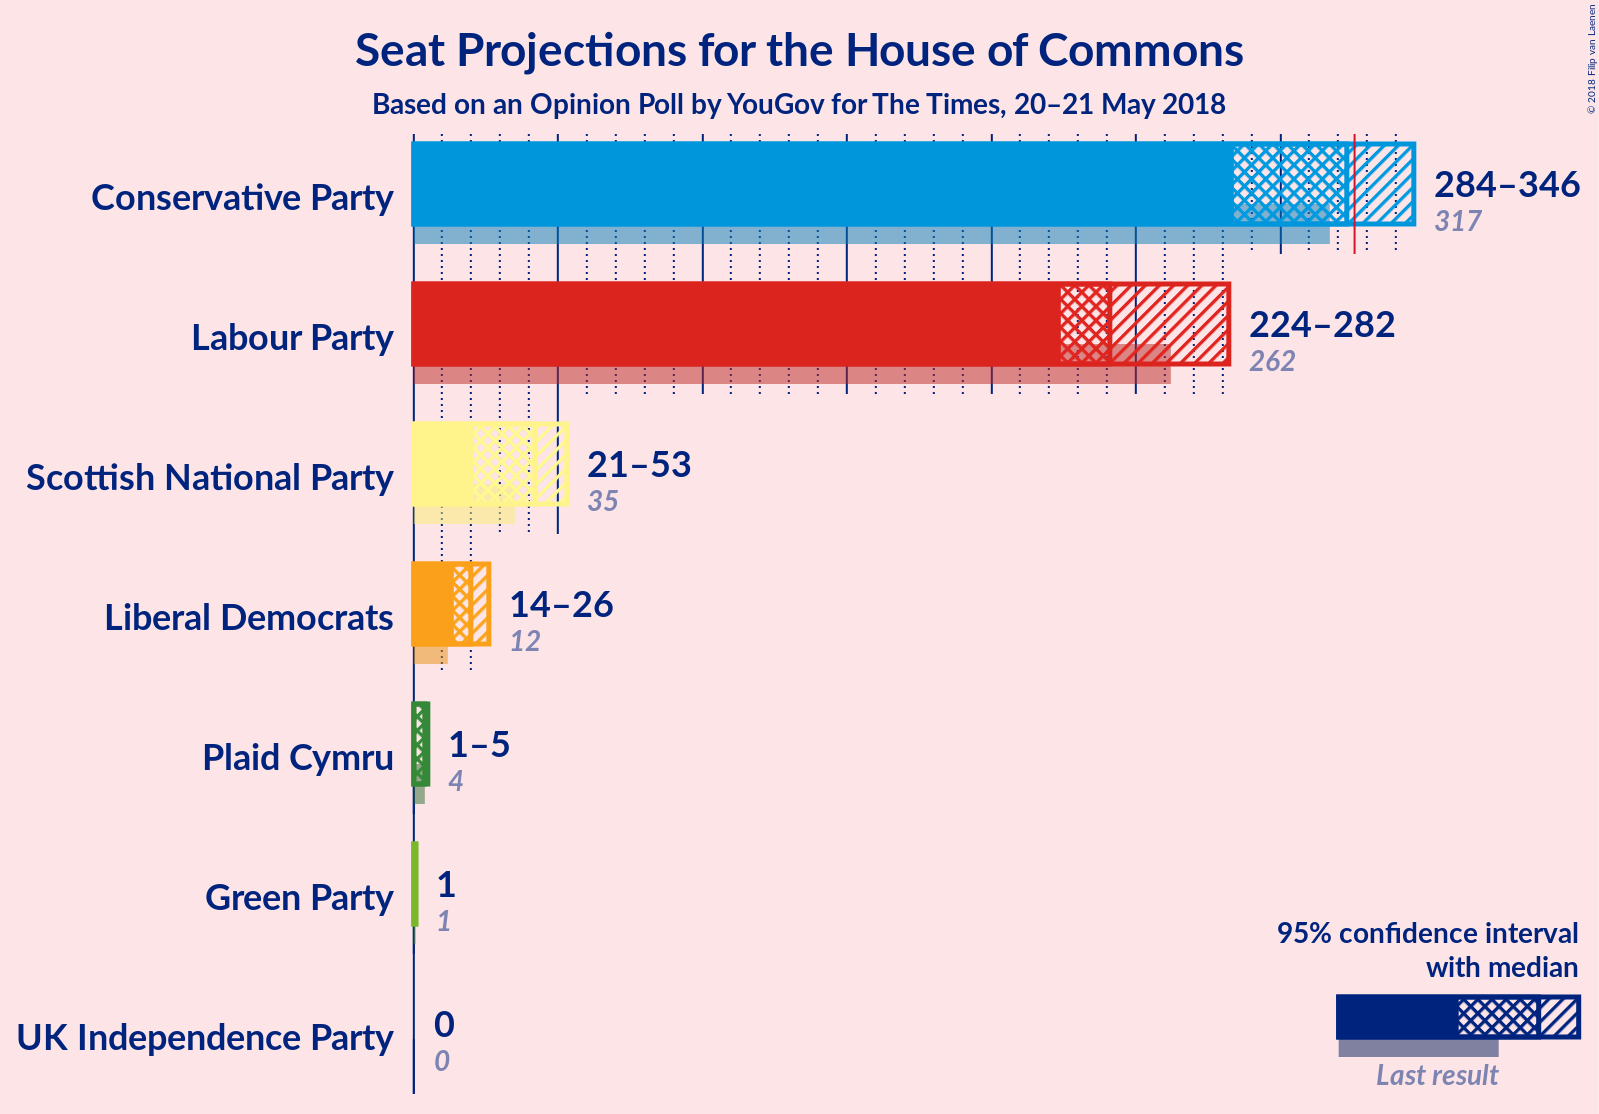 Seat Projections for the House of Commons
Based on an Opinion Poll by YouGov for The Times, 20–21 May 2018
© 2018 Filip van Laenen
Conservative Party
284–346
317
Labour Party
224–282
262
Scottish National Party
21–53
35
Liberal Democrats
14–26
12
Plaid Cymru
1–5
4
Green Party
1
1
UK Independence Party
0
0
95% confidence interval
with median
Last result